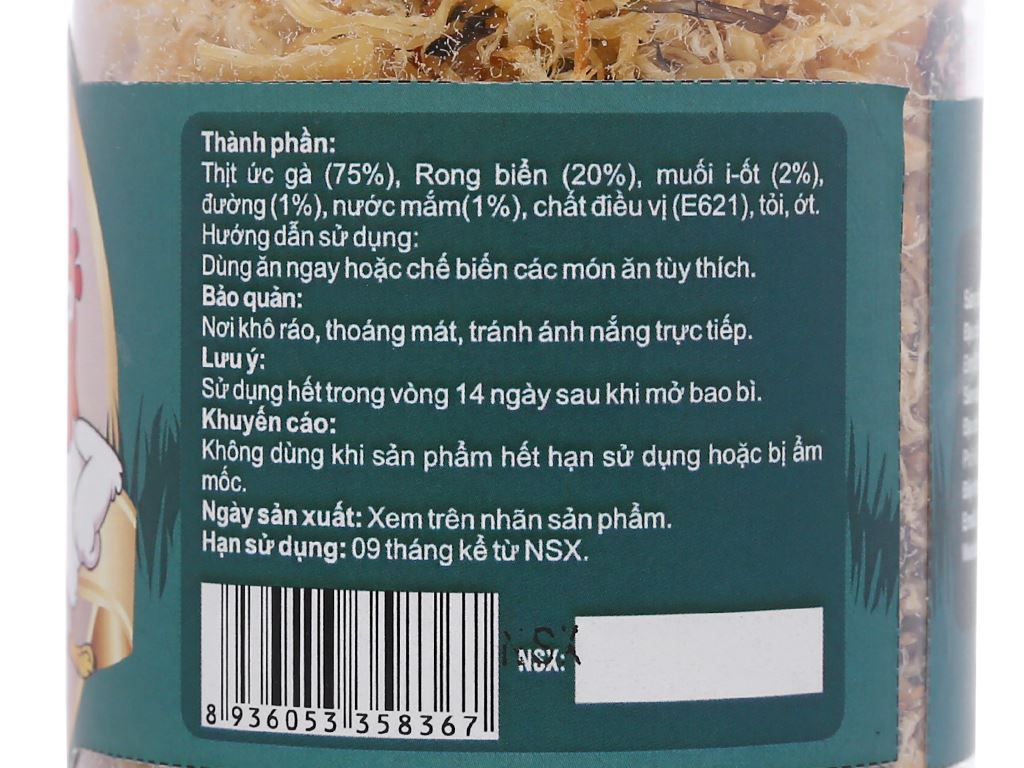 Thành phần:
Thịt ức gà (75%), Rong biển (20%), muối i-ốt (2%),
đường (1%), nước mắm(1%), chất điều vị (E621), tỏi, ớt.
Hướng dẫn sử dụng:
Dùng ăn ngay hoặc chế biến các món ăn tùy thích.
Bảo quản:
Nơi khô ráo, thoáng mát, tránh ánh nắng trực tiếp.
Lưu ý:
Sử dụng hết trong vòng 14 ngày sau khi mở bao bì.
Khuyến cáo:
Không dùng khi sản phẩm hết hạn sử dụng hoặc bị ẩm
mốc.
Ngày sản xuất: Xem trên nhãn sản phẩm.
Hạn sử dụng: 09 tháng kể từ NSX.
NSX
NSX:
8 936053 358367